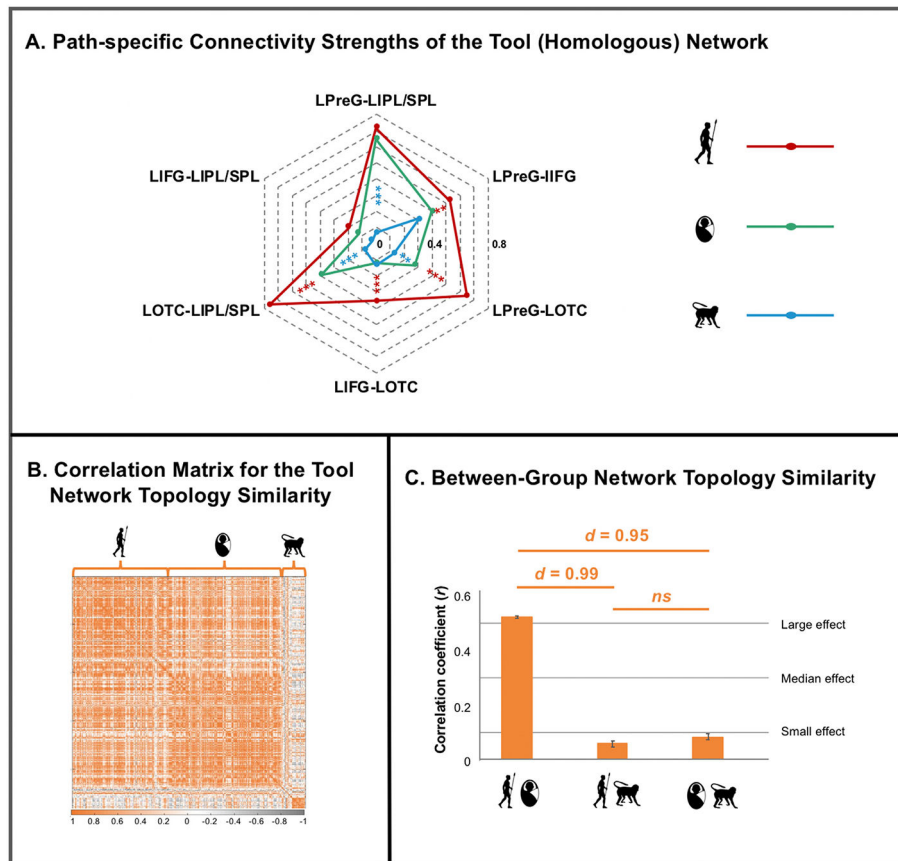 A. Path-specific Connectivity Strengths of the Tool (Homologous) Network
LPreG-LIPL/SPL
LIFG-LIPL/SPL
LPreG-IIFG
***
**
0
0.4
0.8
***
**
***
***
***
LOTC-LIPL/SPL
LPreG-LOTC
LIFG-LOTC
B. Correlation Matrix for the Tool
Network Topology Similarity
1 0.8 0.6 0.4 0.2 0 -0.2 -0.4 -0.6 -0.8 -1
C. Between-Group Network Topology Similarity
d = 0.95
d = 0.99
ns
Correlation coefficient (r)
0.6
0.4
0.2
0
Large effect
Median effect
Small effect